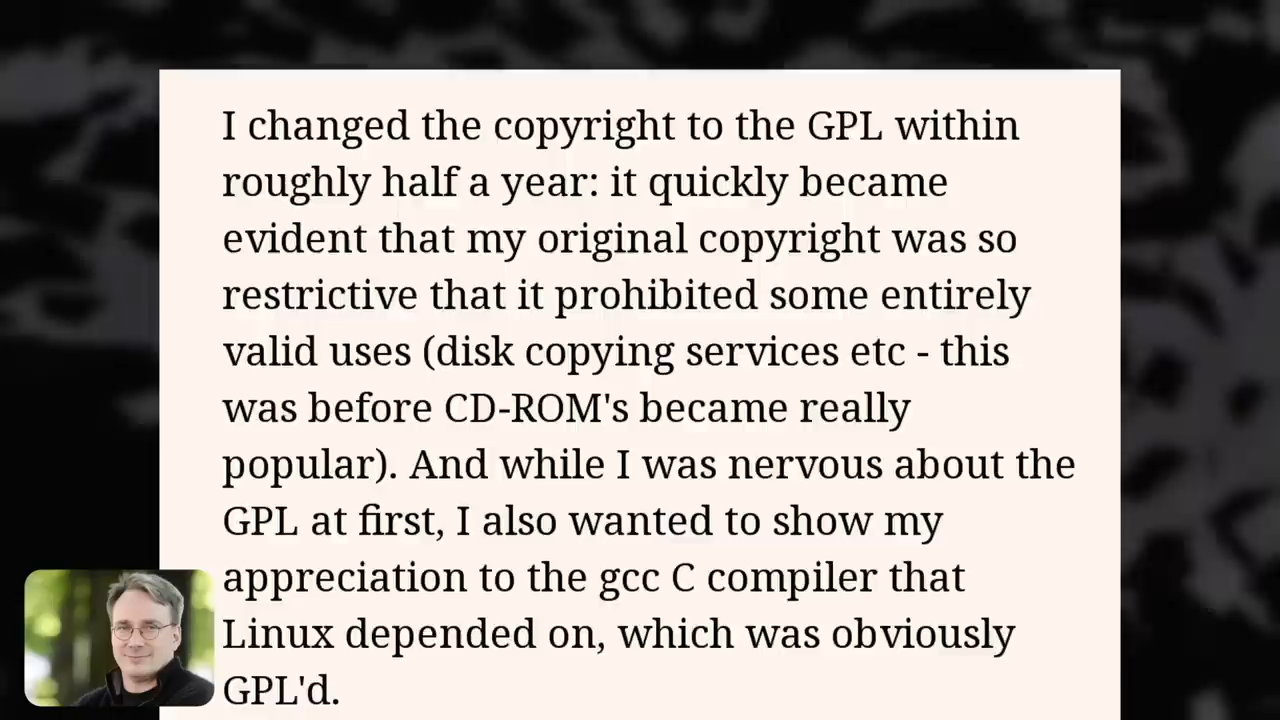 I changed the copyright to the GPL within
roughly half a year: it quickly became
evident that my original copyright was so
restrictive that it prohibited some entirely
valid uses (disk copying services etc - this
was before CD-ROM's became really
popular). And while I was nervous about the
GPL at first, I also wanted to show my
appreciation to the gcc C compiler that
Linux depended on, which was obviously
GPL'd.